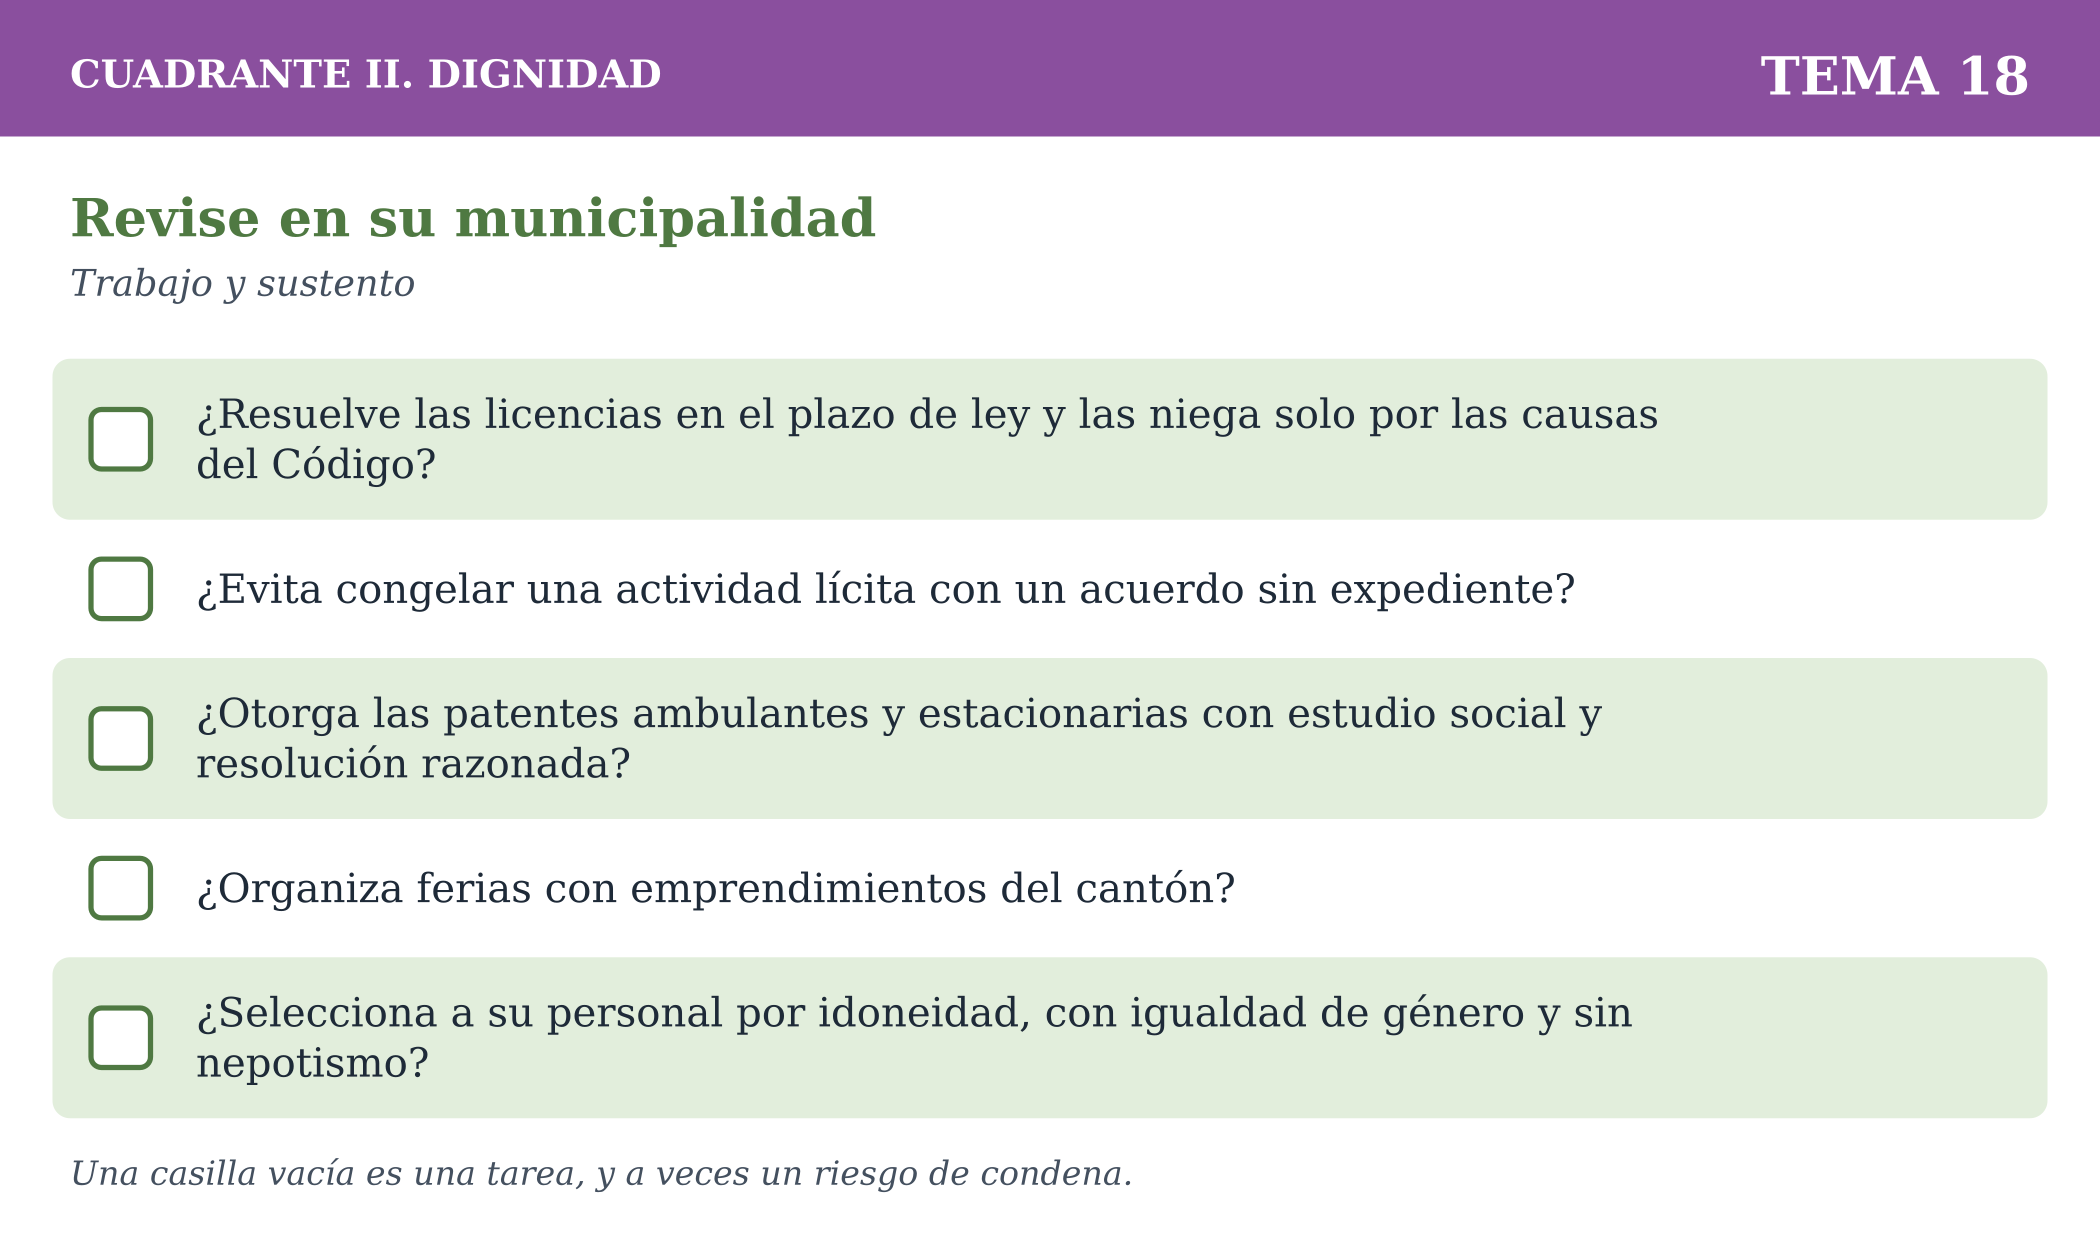 CUADRANTE II. DIGNIDAD
TEMA 18
Revise en su municipalidad
Trabajo y sustento
¿Resuelve las licencias en el plazo de ley y las niega solo por las causas
del Código?
¿Evita congelar una actividad lícita con un acuerdo sin expediente?
¿Otorga las patentes ambulantes y estacionarias con estudio social y
resolución razonada?
¿Organiza ferias con emprendimientos del cantón?
¿Selecciona a su personal por idoneidad, con igualdad de género y sin
nepotismo?
Una casilla vacía es una tarea, y a veces un riesgo de condena.